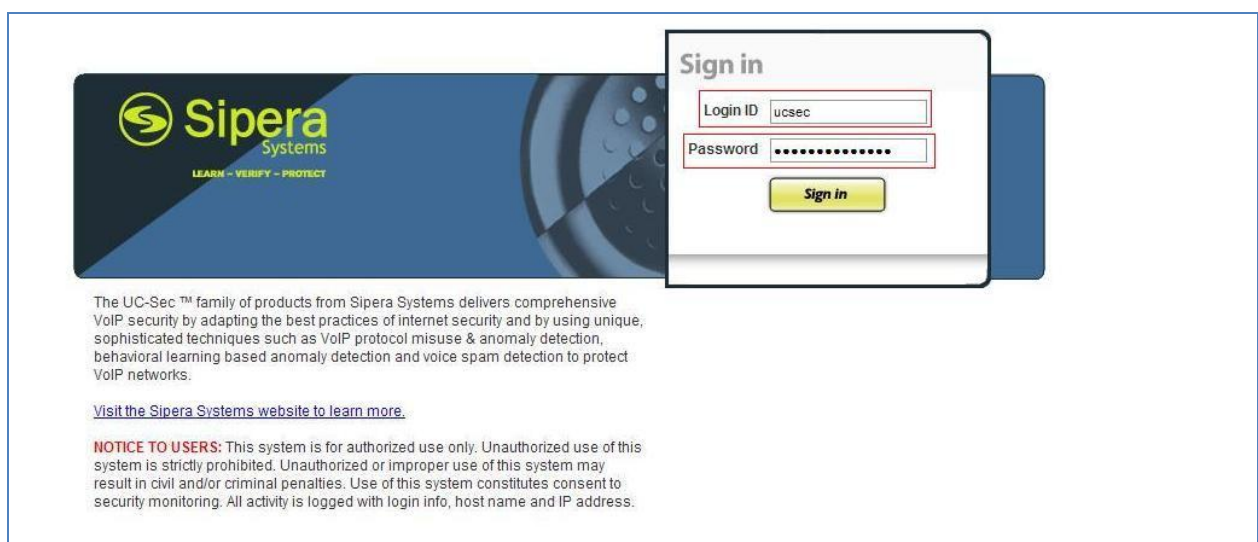 Sipera
Systems
LEARN – VERIFY – PROTECT
Sign in
Login ID ucsec
Password ••••••••••••••
Sign in
The UC-Sec ™ family of products from Sipera Systems delivers comprehensive
VoIP security by adapting the best practices of internet security and by using unique,
sophisticated techniques such as VoIP protocol misuse & anomaly detection,
behavioral learning based anomaly detection and voice spam detection to protect
VoIP networks.
Visit the Sipera Systems website to learn more.
NOTICE TO USERS: This system is for authorized use only. Unauthorized use of this
system is strictly prohibited. Unauthorized or improper use of this system may
result in civil and/or criminal penalties. Use of this system constitutes consent to
security monitoring. All activity is logged with login info, host name and IP address.